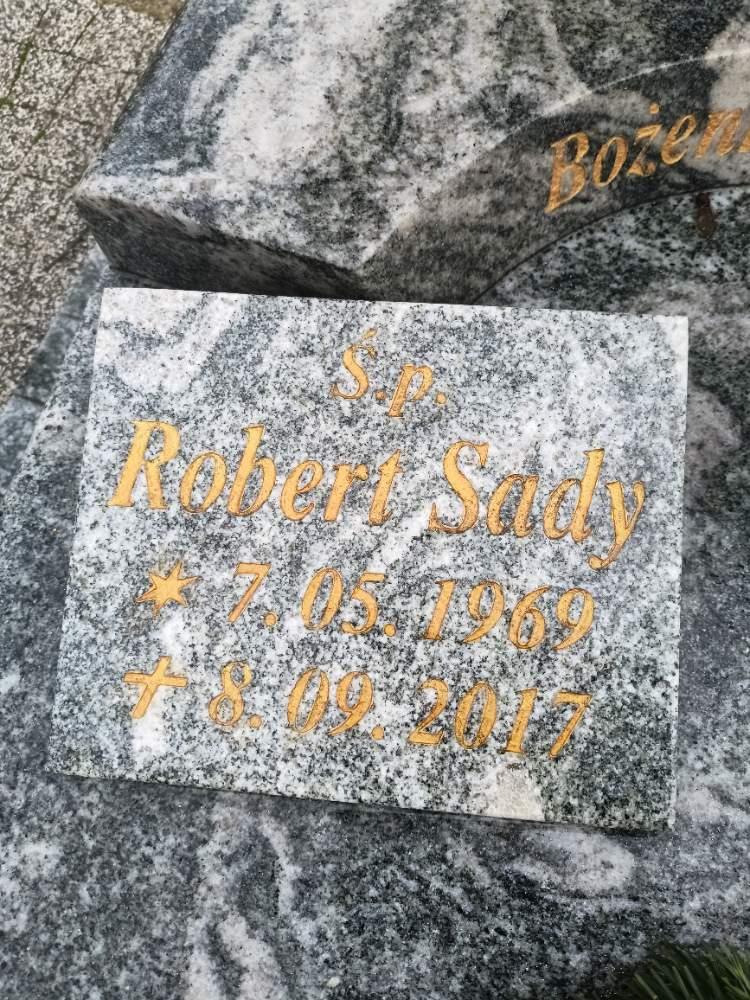 Ś.p.
Robert Sady
7. 05. 1969
8. 09. 2017